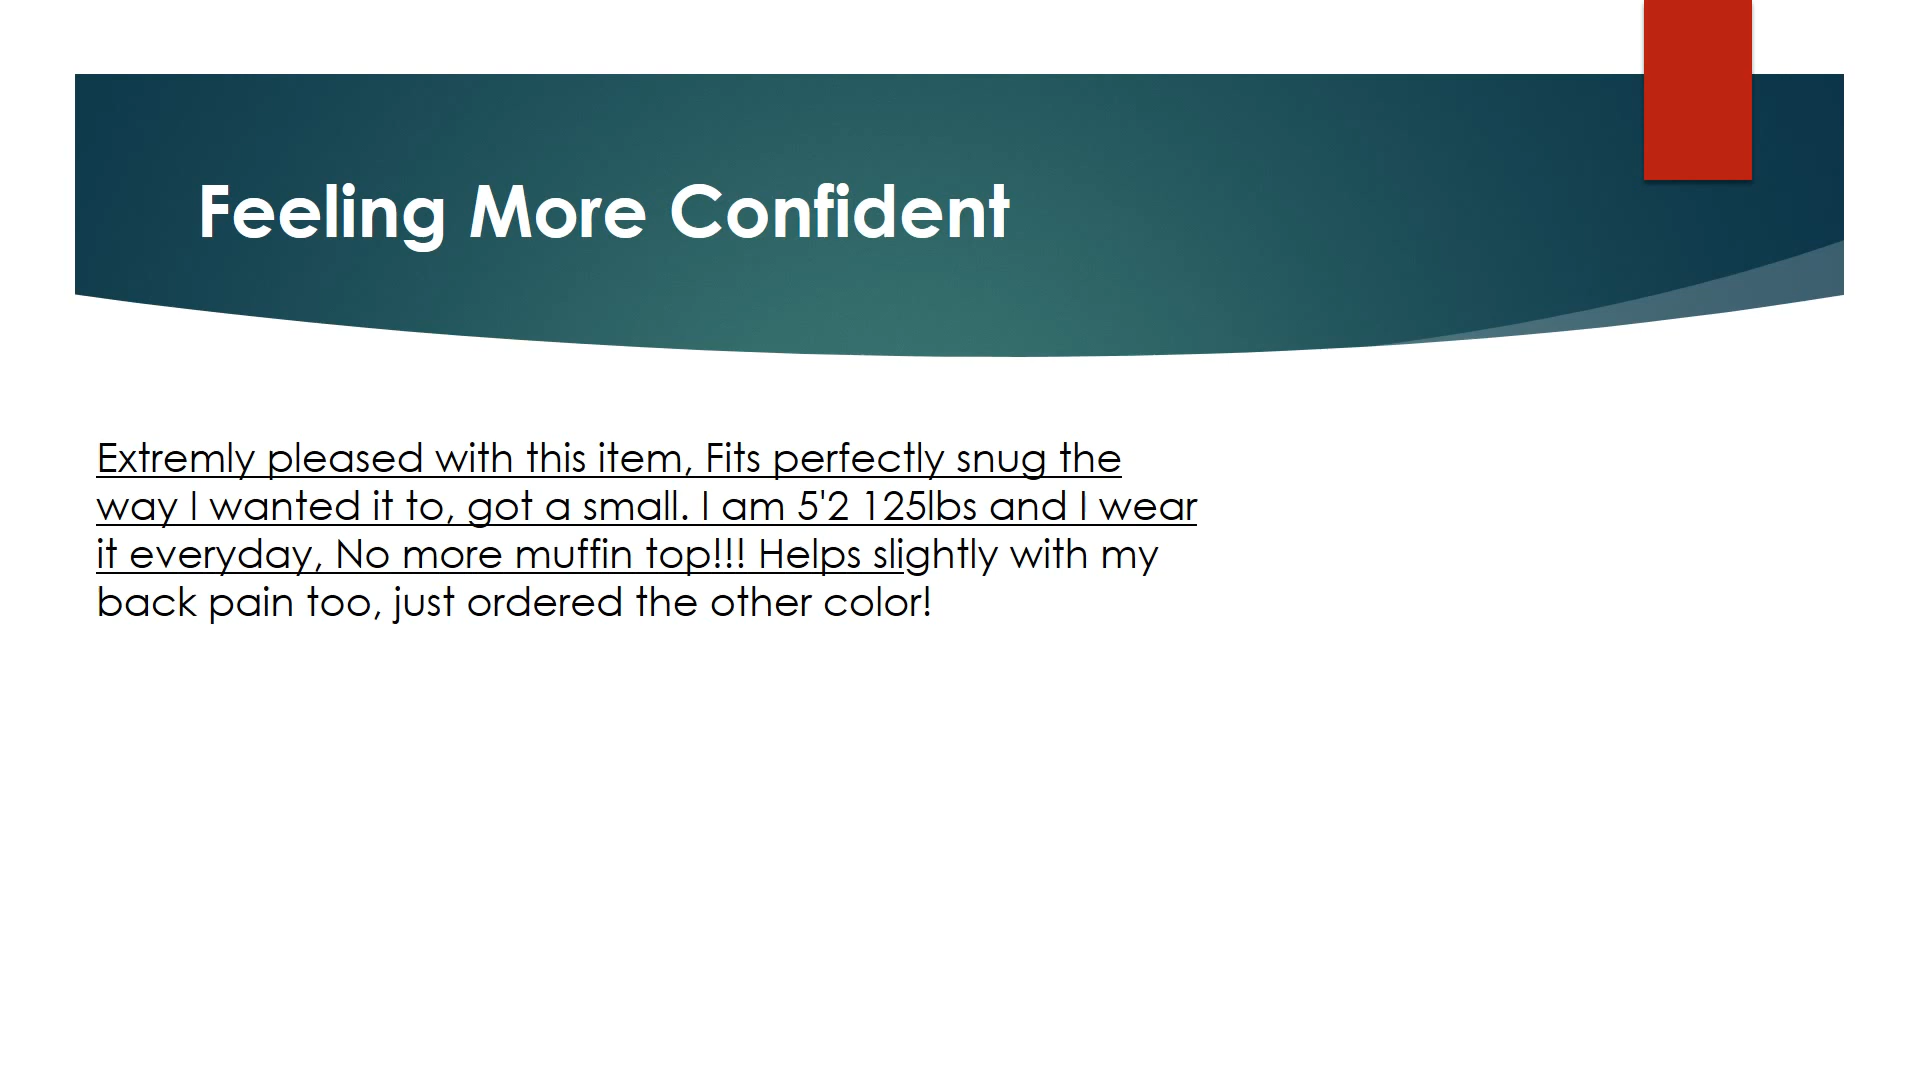 Feeling More Confident
Extremly pleased with this item, Fits perfectly snug the
way I wanted it to, got a small. I am 5'2 125lbs and I wear
it everyday, No more muffin top!!! Helps slightly with my
back pain too, just ordered the other color!